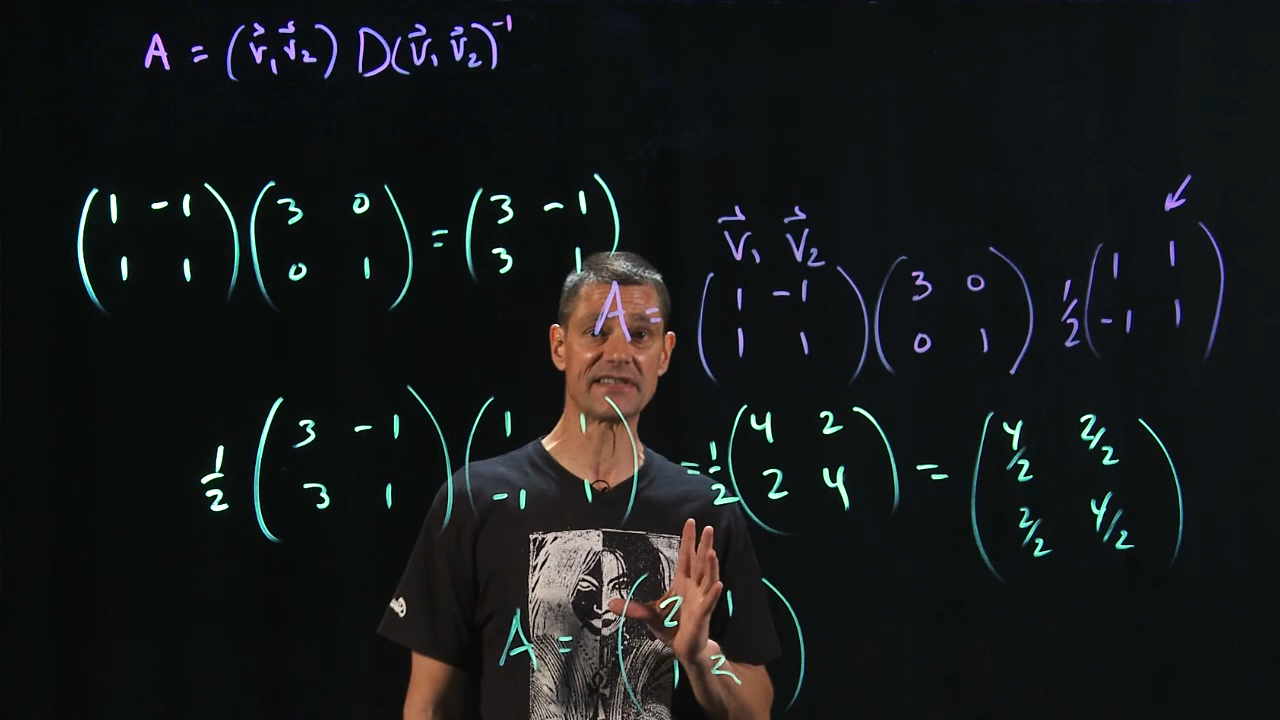 A = (v⃗₁ v⃗₂) D (v⃗₁ v⃗₂)⁻¹
(1 -1) (3 0) = (3 -1)
(1 1) (0 1) (3 1)
v⃗₁ v⃗₂
A = (1 -1) (3 0) 1/2 (1 1)
(1 1) (0 1) (-1 1)
1/2 (3 -1) (1 1) = 1/2 (4 2) = (4/2 2/2)
(3 1) (-1 1) (2 4) (2/2 4/2)
A = (2 1)
(1 2)